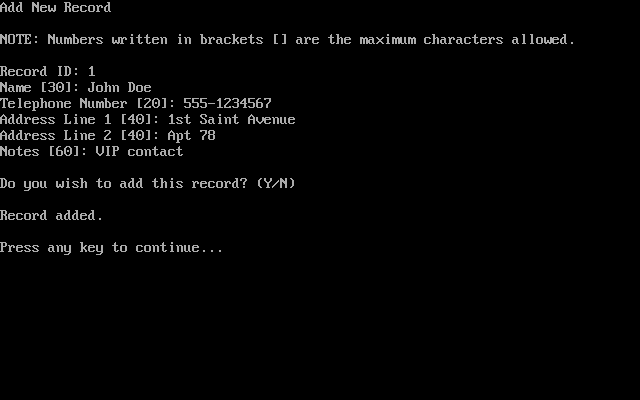 Add New Record
NOTE: Numbers written in brackets [] are the maximum characters allowed.
Record ID: 1
Name [30]: John Doe
Telephone Number [20]: 555-1234567
Address Line 1 [40]: 1st Saint Avenue
Address Line 2 [40]: Apt 78
Notes [60]: VIP contact
Do you wish to add this record? (Y/N)
Record added.
Press any key to continue...